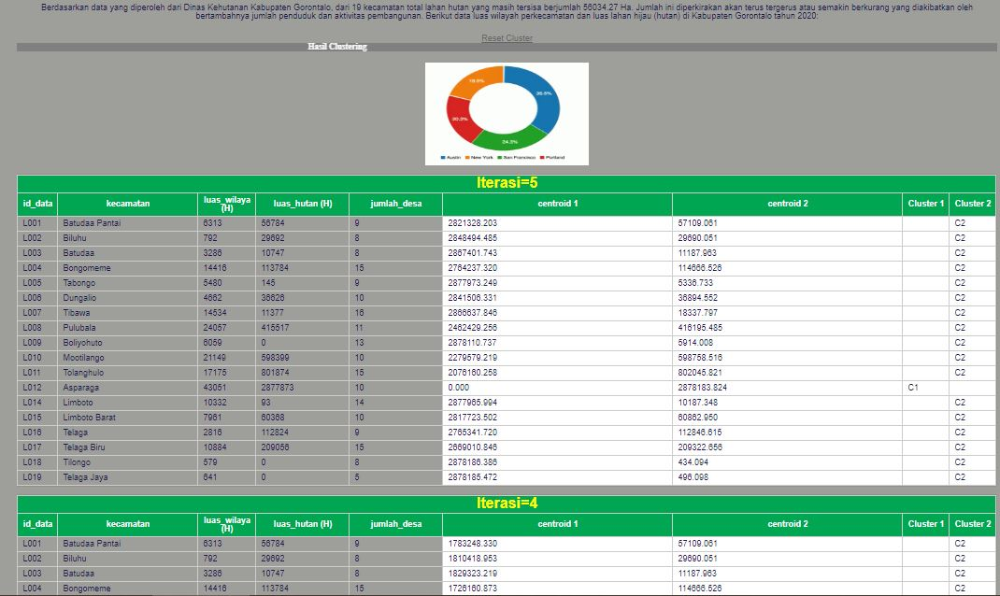 Berdasarkan data yang diperoleh dari Dinas Kehutanan Kabupaten Gorontalo, dari 19 kecamatan total lahan hutan yang masih tersisa berjumlah 56034.27 Ha. Jumlah ini diperkirakan akan terus tergerus atau semakin berkurang yang diakibatkan oleh
bertambahnya jumlah penduduk dan aktivitas pembangunan. Berikut data luas wilayah perkecamatan dan luas lahan hijau (hutan) di Kabupaten Gorontalo tahun 2020:
Reset Cluster
Hasil Clustering
24.3%
20.3%
Austin New York San Francisco Portland
Iterasi=5
id_data kecamatan luas_wilaya (H) luas_hutan (H) jumlah_desa centroid 1 centroid 2 Cluster 1 Cluster 2
L001 Batudaa Pantai 6313 56784 9 2821328.203 57109.061 C2
L002 Biluhu 792 29692 8 2848494.485 29690.051 C2
L003 Batudaa 3286 10747 8 2867401.743 11187.963 C2
L004 Bongomeme 14416 113784 15 2764237.320 114666.526 C2
L005 Tabongo 5480 145 9 2877973.249 5336.733 C2
L006 Dungalio 4662 36626 10 2841506.331 36894.552 C2
L007 Tibawa 14534 11377 16 2866637.846 18337.797 C2
L008 Pulubala 24057 415517 11 2462429.256 416195.485 C2
L009 Boliyohuto 6059 0 13 2878110.737 5914.008 C2
L010 Mootilango 21149 598399 10 2279579.219 598758.516 C2
L011 Tolanghulo 17175 801874 15 2076160.258 802045.821 C2
L012 Asparaga 43051 2877873 10 0.000 2878183.824 C1
L014 Limboto 10332 93 14 2877965.994 10187.348 C2
L015 Limboto Barat 7961 60368 10 2817723.502 60862.950 C2
L016 Telaga 2816 112824 9 2765341.720 112846.615 C2
L017 Telaga Biru 10884 209056 15 2669010.846 209322.656 C2
L018 Tilongo 579 0 8 2878186.386 434.094 C2
L019 Telaga Jaya 641 0 5 2878185.472 496.098 C2
Iterasi=4
id_data kecamatan luas_wilaya (H) luas_hutan (H) jumlah_desa centroid 1 centroid 2 Cluster 1 Cluster 2
L001 Batudaa Pantai 6313 56784 9 1783248.330 57109.061 C2
L002 Biluhu 792 29692 8 1810418.953 29690.051 C2
L003 Batudaa 3286 10747 8 1829323.219 11187.963 C2
L004 Bongomeme 14416 113784 15 1726160.873 114666.526 C2